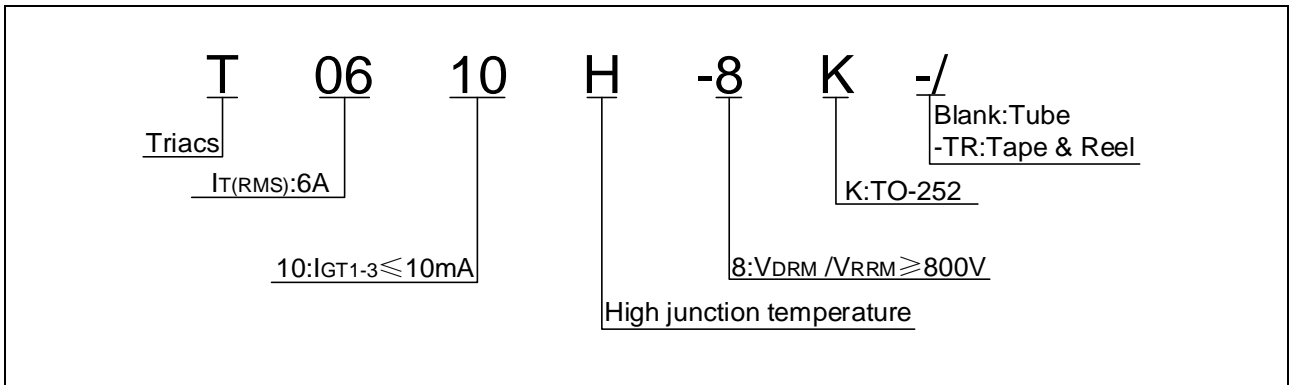 T 06 10 H -8 K -/
Blank:Tube
Triacs
-TR:Tape & Reel
IT(RMS):6A
K:TO-252
10:IGT1-3≤10mA
8:VDRM /VRRM≥800V
High junction temperature